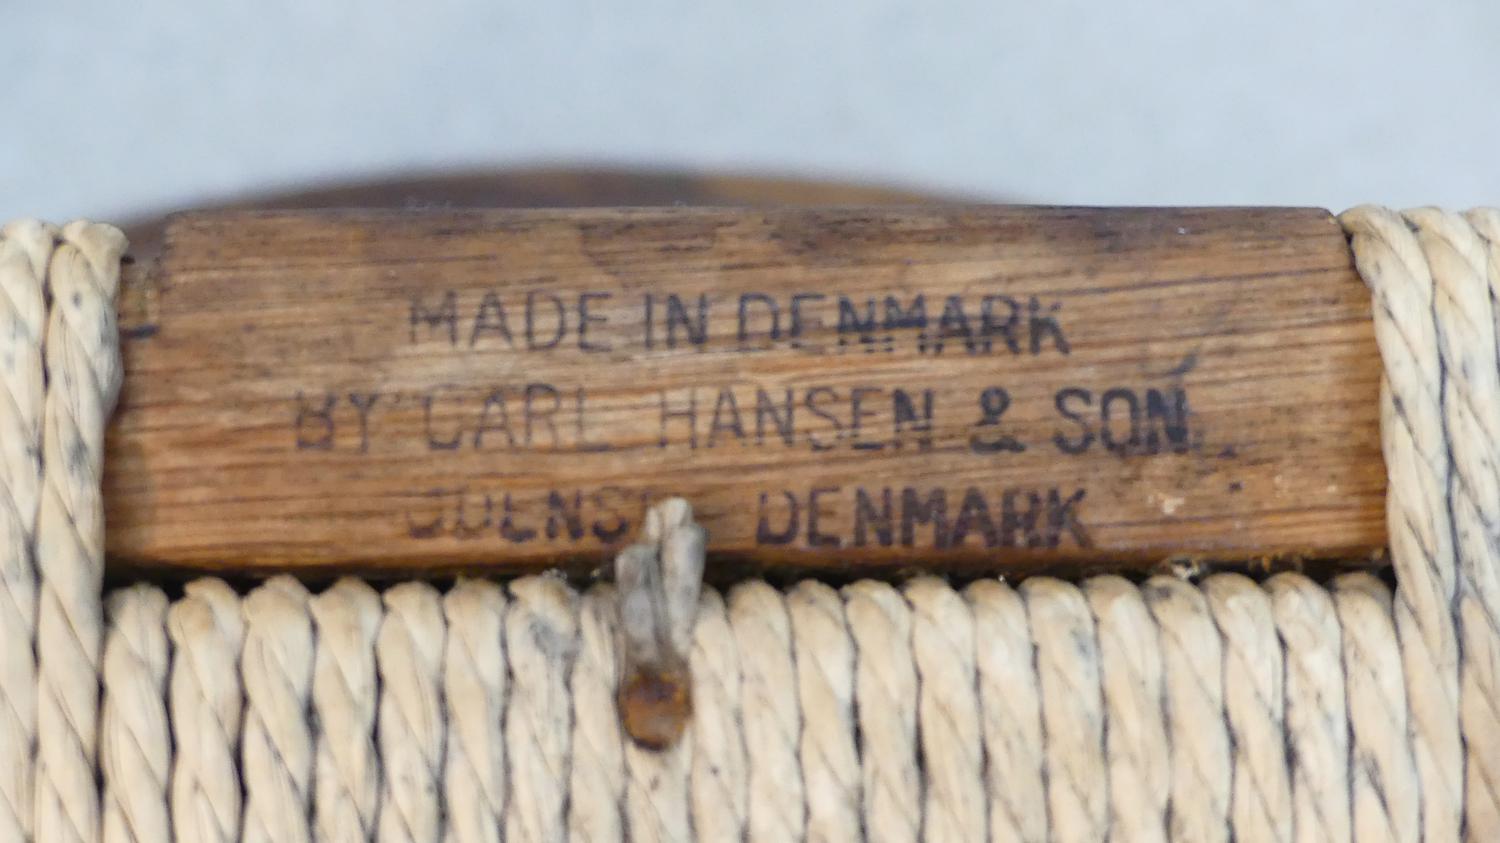 MADE IN DENMARK
BY CARL HANSEN & SON
DENMARK